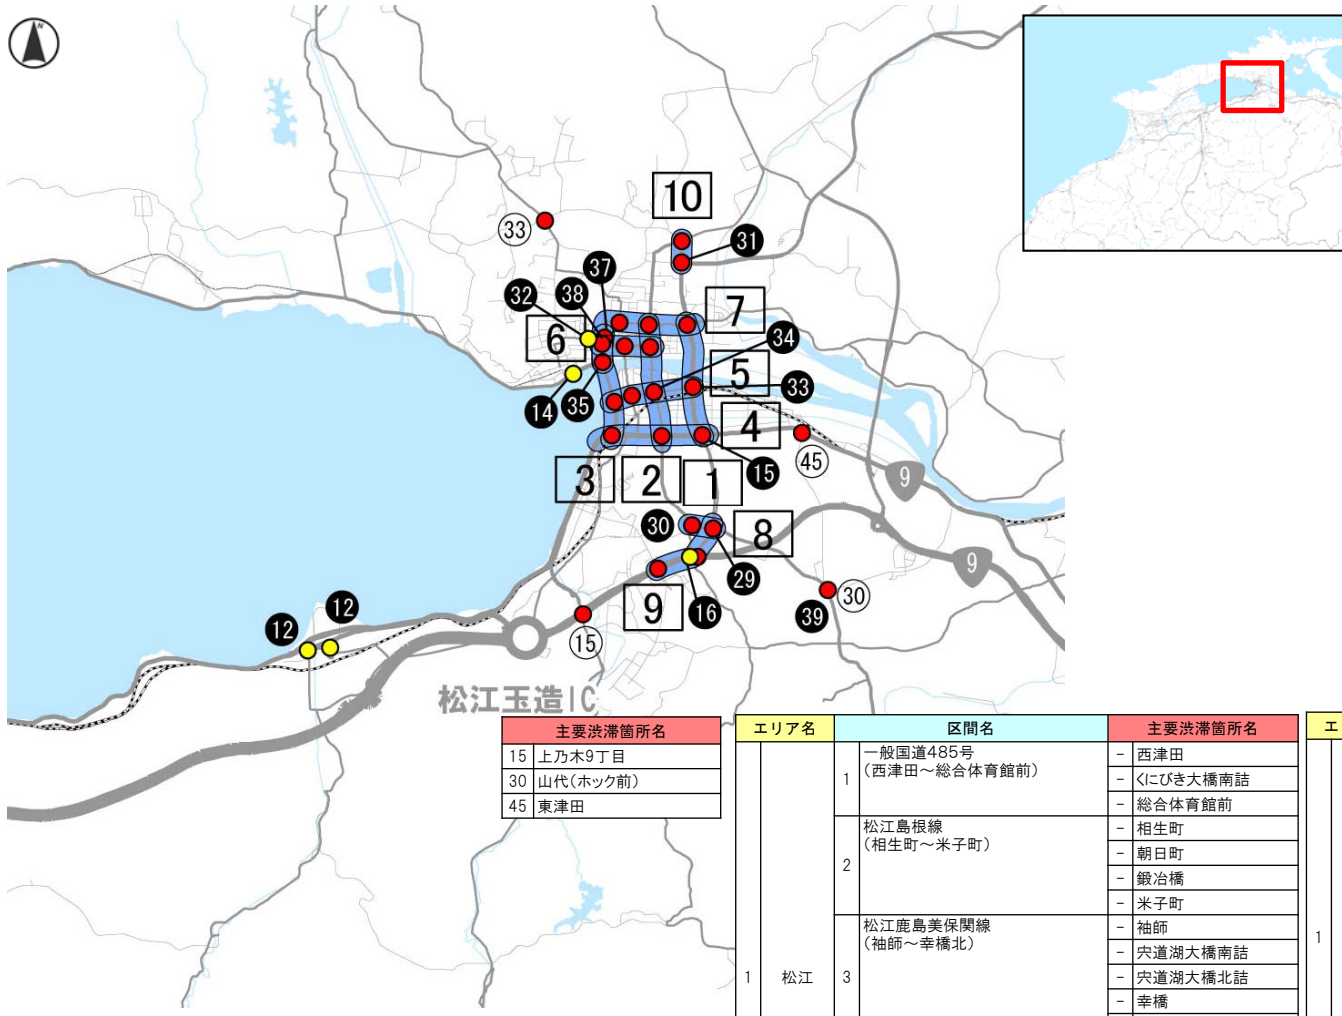 N
10
33
31
37
32
38
7
6
34
5
33
14
35
4
3
2
1
15
45
9
30
8
29
9
9
16
39
30
12
12
15
松江玉造IC
主要渋滞箇所名
15 上乃木9丁目
30 山代(ホック前)
45 東津田
エリア名 区間名 主要渋滞箇所名 エ
1 松江
1 一般国道485号
(西津田~総合体育館前)
- 西津田
- くにびき大橋南詰
- 総合体育館前
2 松江島根線
(相生町~米子町)
- 相生町
- 朝日町
- 鍛冶橋
- 米子町
3 松江鹿島美保関線
(袖師~幸橋北)
- 袖師
- 宍道湖大橋南詰
- 宍道湖大橋北詰
- 幸橋
1